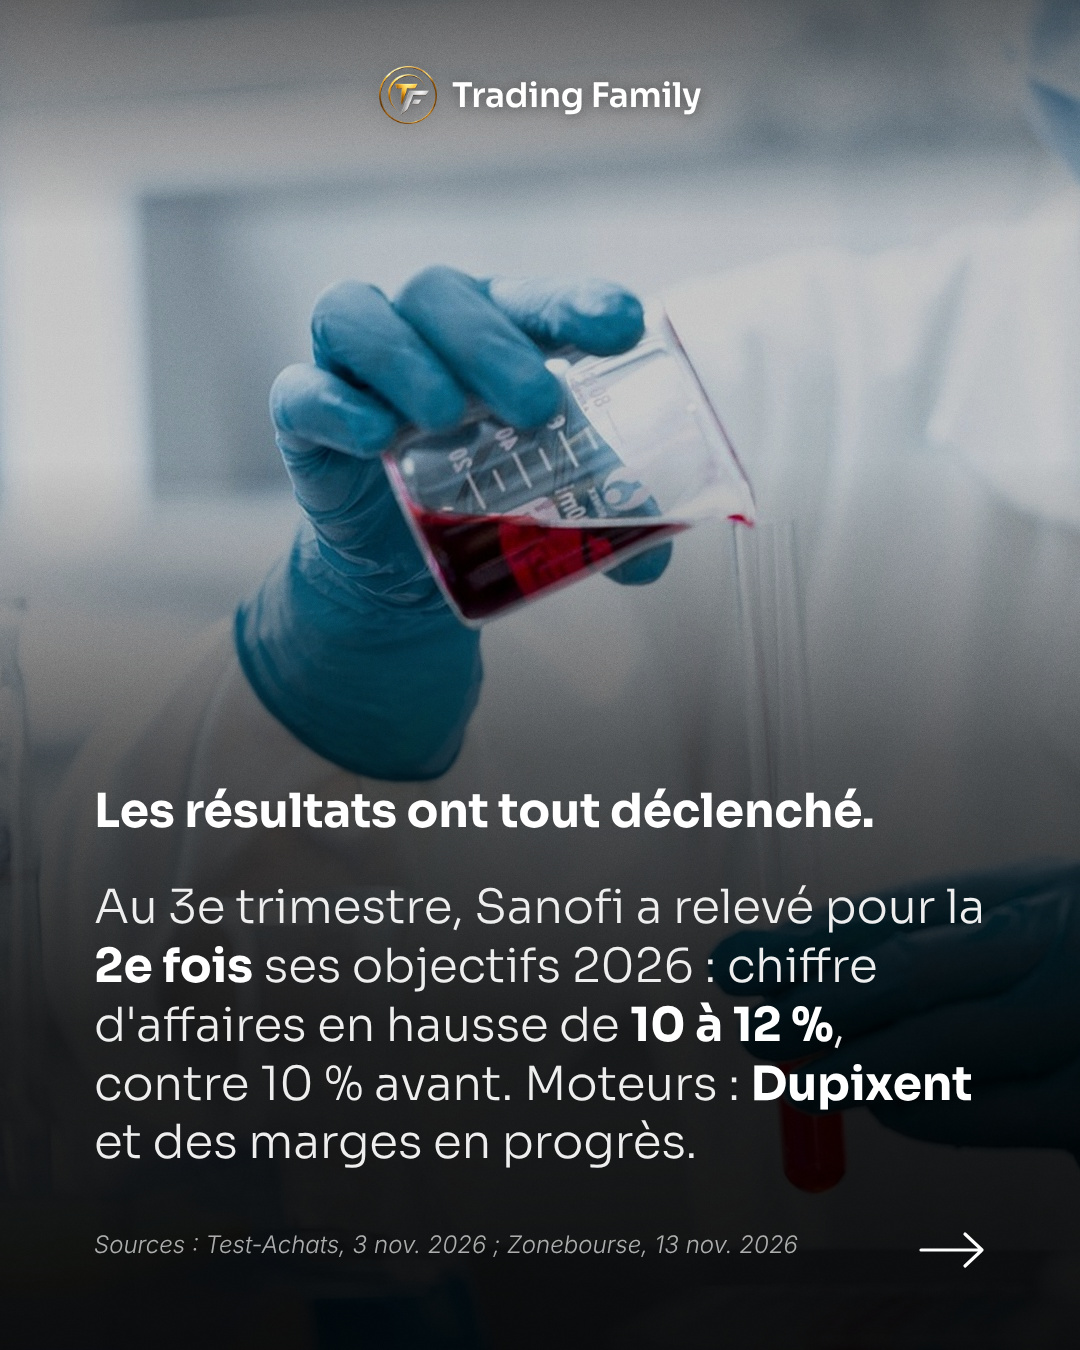 Trading Family
20
40
Les résultats ont tout déclenché.
Au 3e trimestre, Sanofi a relevé pour la
2e fois ses objectifs 2026 : chiffre
d'affaires en hausse de 10 à 12 %,
contre 10 % avant. Moteurs : Dupixent
et des marges en progrès.
Sources : Test-Achats, 3 nov. 2026 ; Zonebourse, 13 nov. 2026